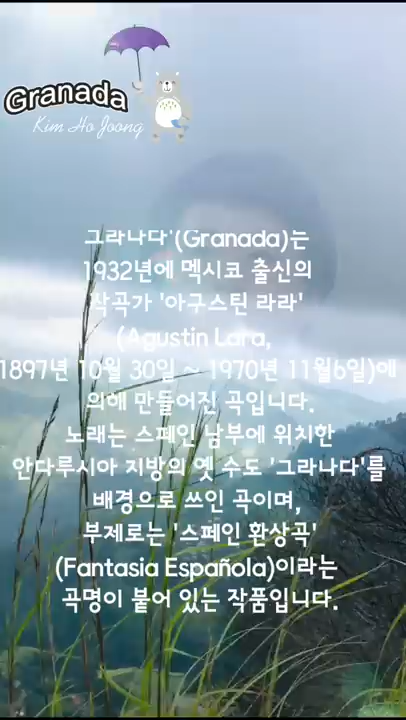 Granada
Kim Ho Joong
그라나다'(Granada)는
1932년에 멕시코 출신의
작곡가 '아구스틴 라라'
(Agustin Lara,
1897년 10월 30일 ~ 1970년 11월6일)에
의해 만들어진 곡입니다.
노래는 스페인 남부에 위치한
안다루시아 지방의 옛 수도 '그라나다'를
배경으로 쓰인 곡이며,
부제로는 '스페인 환상곡'
(Fantasia Española)이라는
곡명이 붙어 있는 작품입니다.